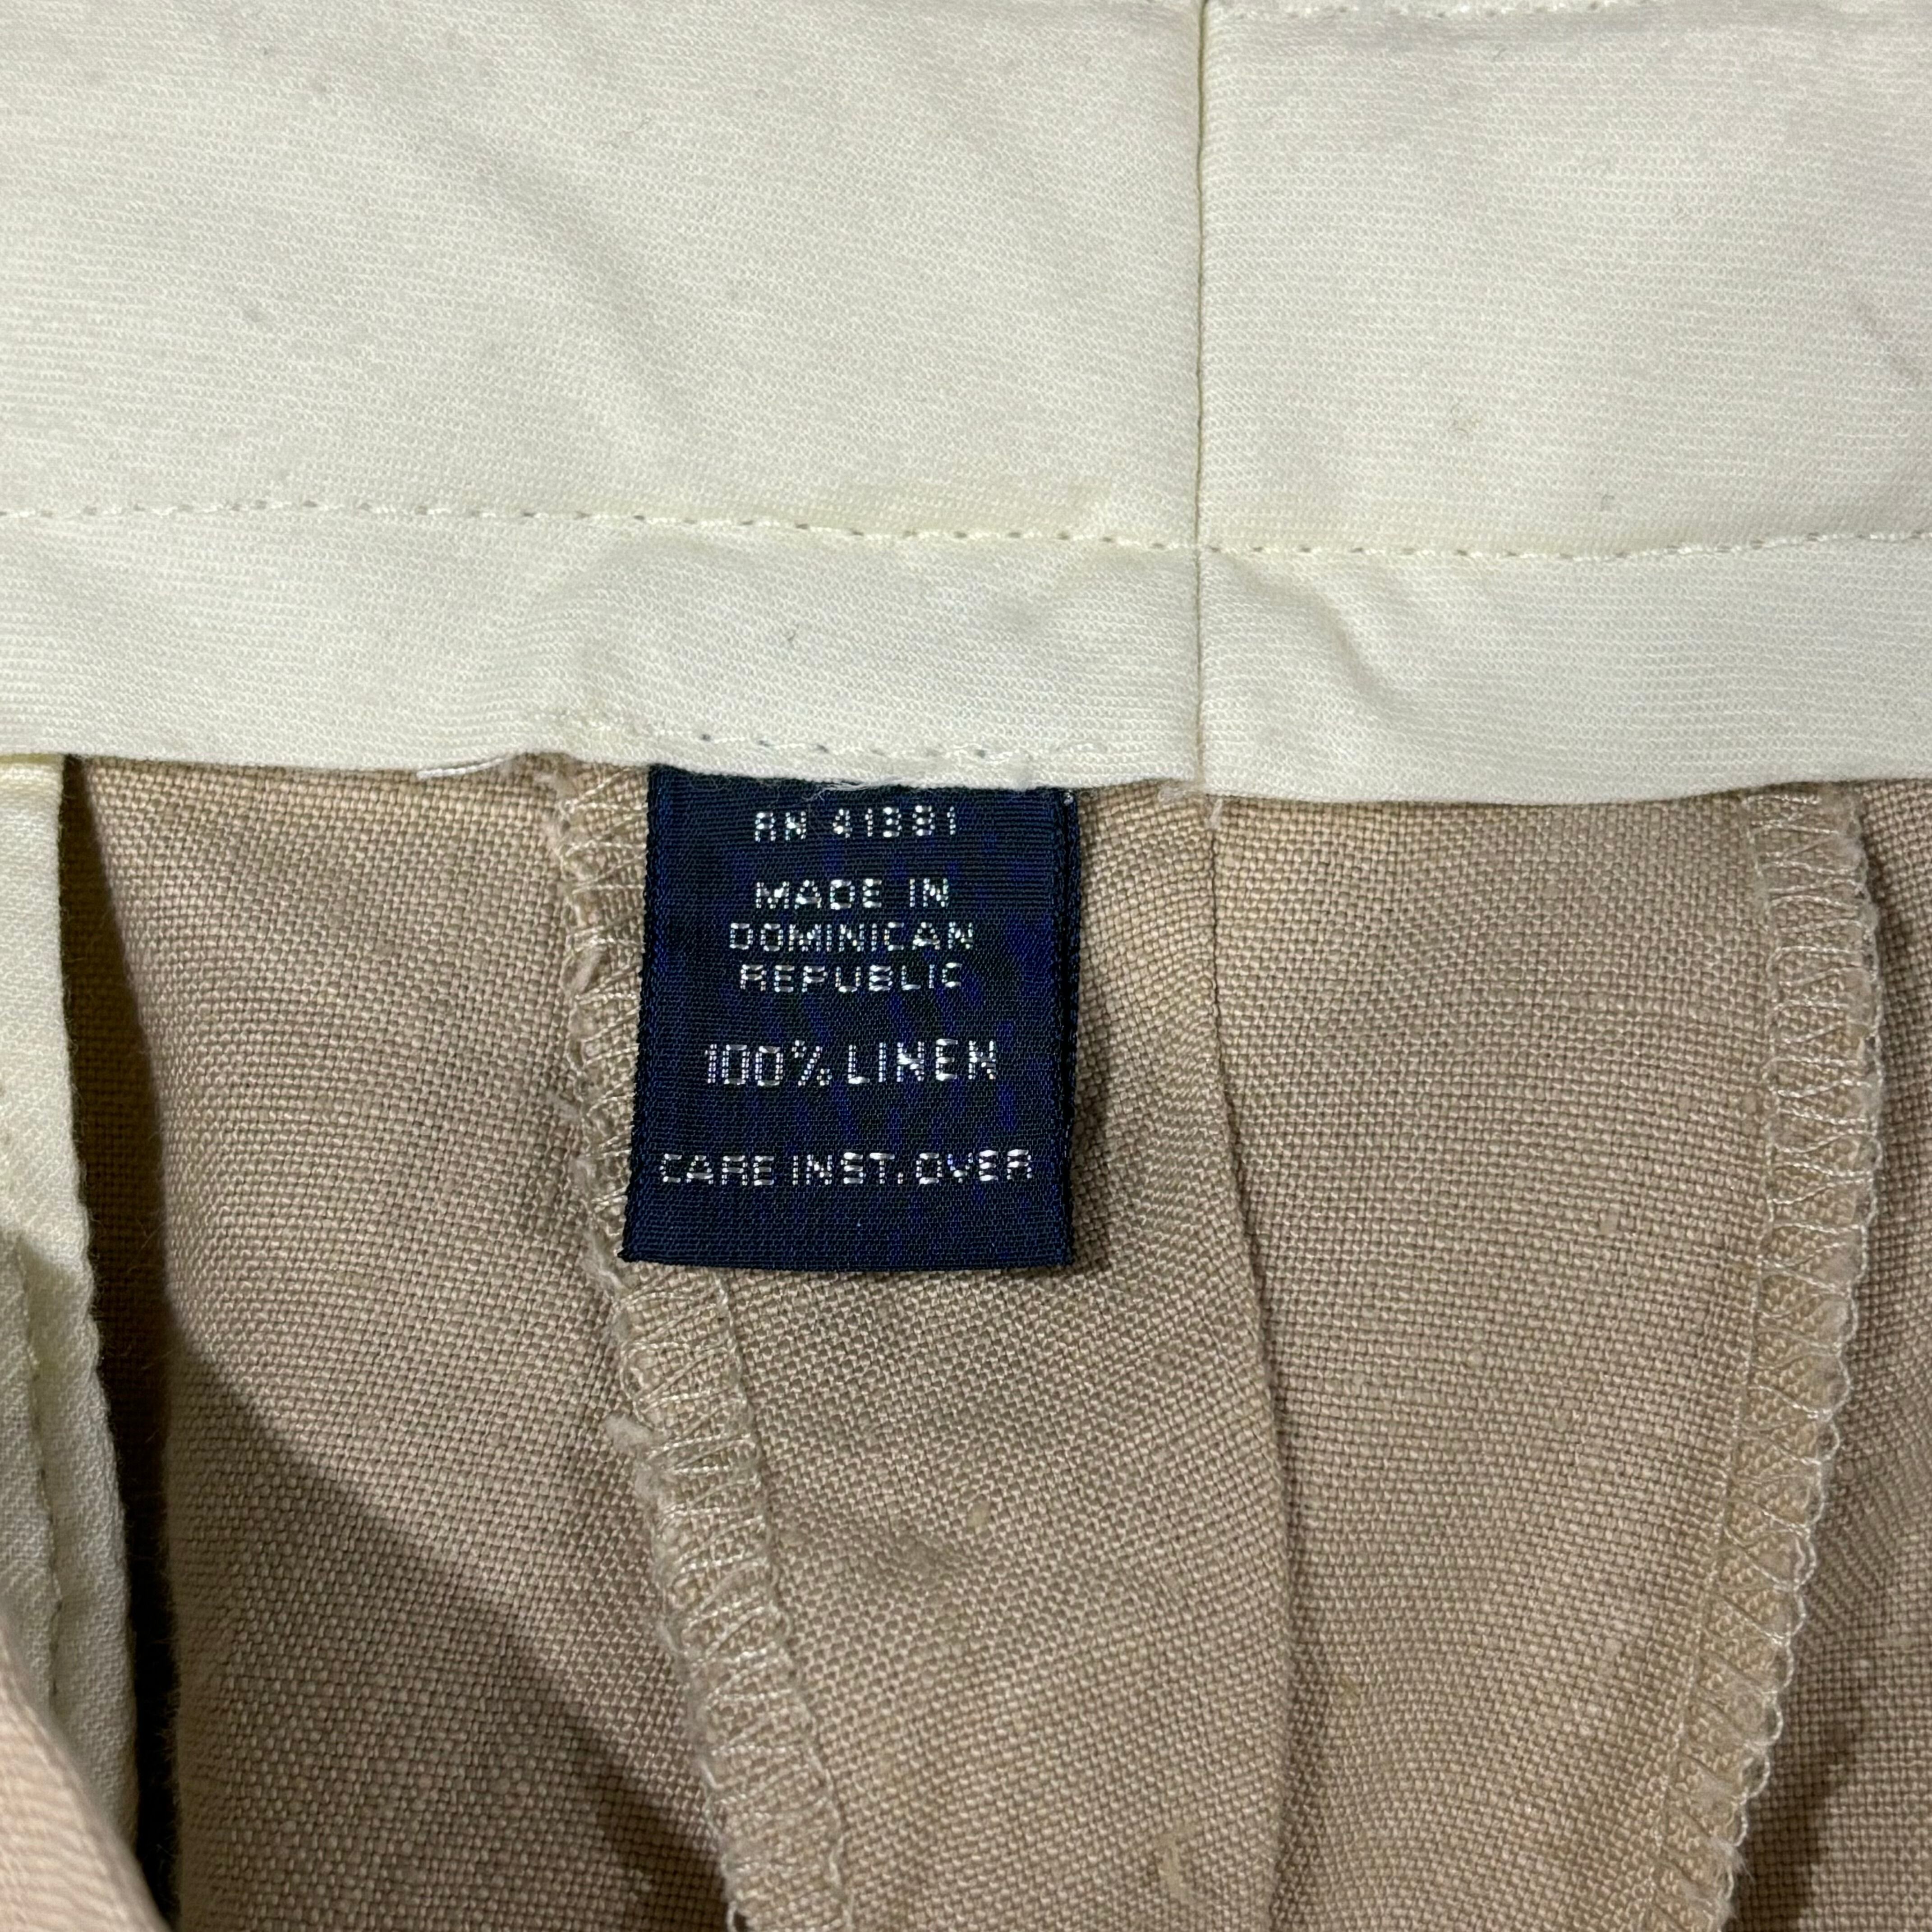 RN 41381
MADE IN
DOMINICAN
REPUBLIC
100% LINEN
CARE INST. OVER